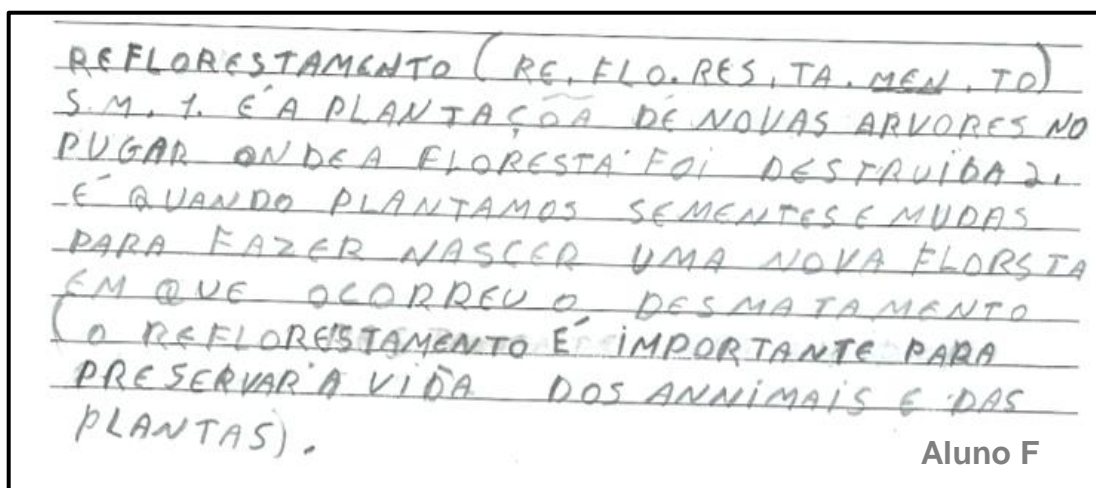 REFLORESTAMENTO (RE.FLO.RES.TA.MEN.TO)
S.M. 1. É A PLANTAÇÕA DE NOVAS ARVORES NO
PUGAR ONDE A FLORESTA FOI DESTRUIDA 2.
É QUANDO PLANTAMOS SEMENTES E MUDAS
PARA FAZER NASCER UMA NOVA FLORSTA
EM QUE OCORREU O DESMATAMENTO
(O REFLORESTAMENTO É IMPORTANTE PARA
PRESERVAR A VIDA DOS ANNIMAIS E DAS
PLANTAS).
Aluno F